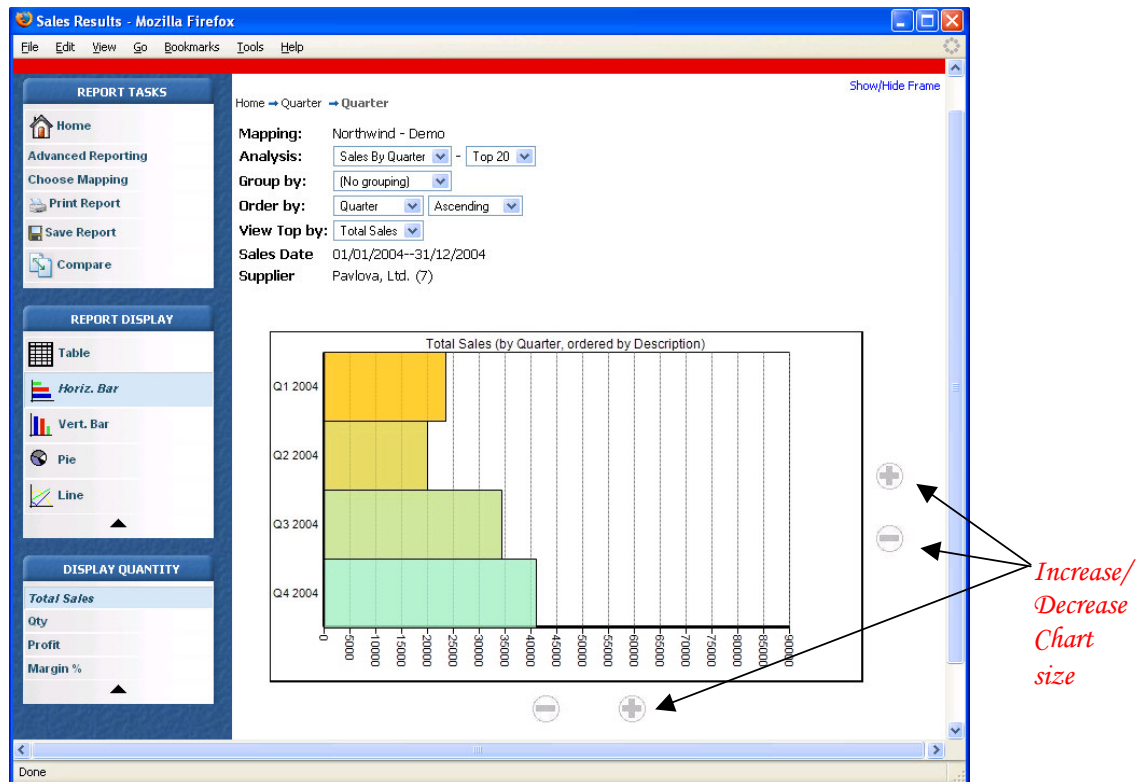 Sales Results - Mozilla Firefox
File Edit View Go Bookmarks Tools Help
REPORT TASKS
Home
Advanced Reporting
Choose Mapping
Print Report
Save Report
Compare
REPORT DISPLAY
Table
Horiz. Bar
Vert. Bar
Pie
Line
DISPLAY QUANTITY
Total Sales
Qty
Profit
Margin %
Show/Hide Frame
Home Quarter Quarter
Mapping: Northwind - Demo
Analysis: Sales By Quarter - Top 20
Group by: (No grouping)
Order by: Quarter Ascending
View Top by: Total Sales
Sales Date 01/01/2004--31/12/2004
Supplier Pavlova, Ltd. (7)
Total Sales (by Quarter, ordered by Description)
Q1 2004
Q2 2004
Q3 2004
Q4 2004
0 5000 10000 15000 20000 25000 30000 35000 40000 45000 50000 55000 60000 65000 70000 75000 80000 85000 90000
Increase/
Decrease
Chart
size
Done